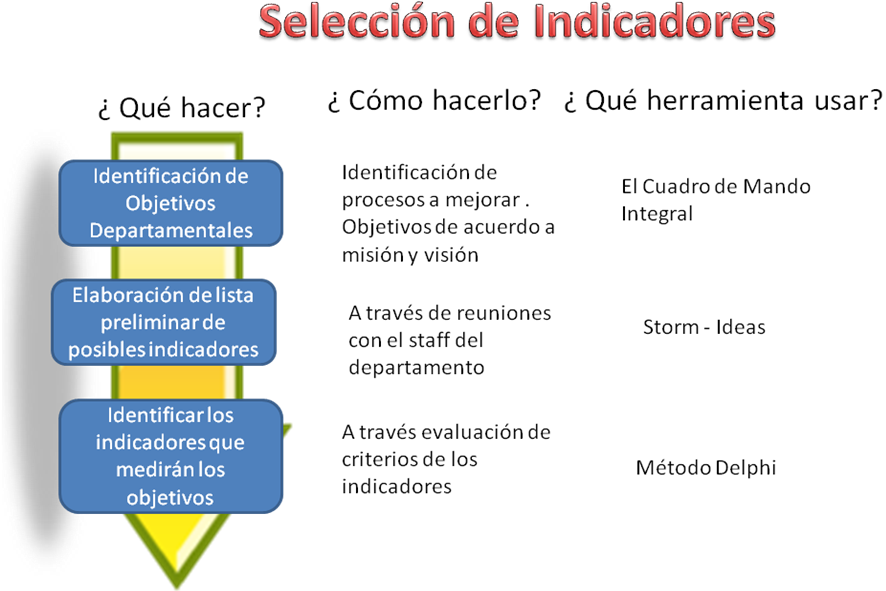 Selección de Indicadores
¿ Qué hacer?
¿ Cómo hacerlo?
¿ Qué herramienta usar?
Identificación de
Objetivos
Departamentales
Identificación de
procesos a mejorar .
Objetivos de acuerdo a
misión y visión
El Cuadro de Mando
Integral
Elaboración de lista
preliminar de
posibles indicadores
A través de reuniones
con el staff del
departamento
Storm - Ideas
Identificar los
indicadores que
medirán los
objetivos
A través evaluación de
criterios de los
indicadores
Método Delphi